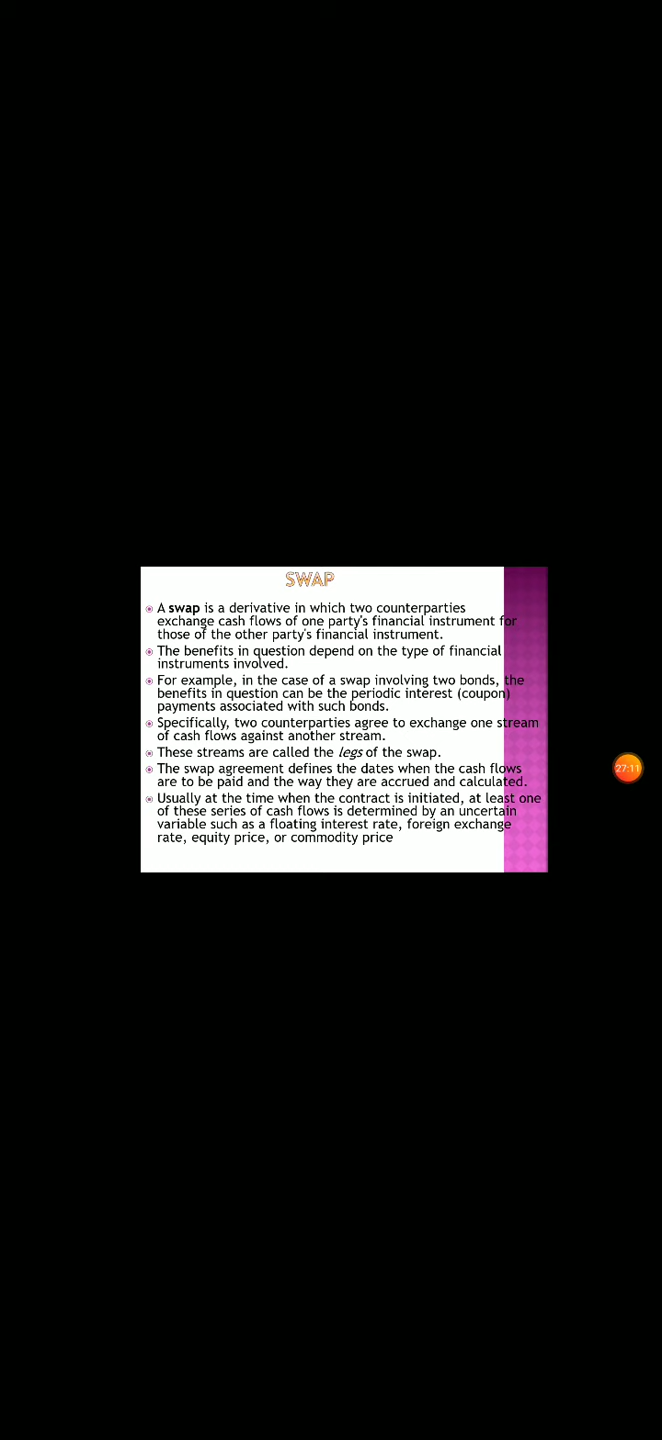 SWAP
A swap is a derivative in which two counterparties
exchange cash flows of one party's financial instrument for
those of the other party's financial instrument.
The benefits in question depend on the type of financial
instruments involved.
For example, in the case of a swap involving two bonds, the
benefits in question can be the periodic interest (coupon)
payments associated with such bonds.
Specifically, two counterparties agree to exchange one stream
of cash flows against another stream.
These streams are called the legs of the swap.
The swap agreement defines the dates when the cash flows
are to be paid and the way they are accrued and calculated.
Usually at the time when the contract is initiated, at least one
of these series of cash flows is determined by an uncertain
variable such as a floating interest rate, foreign exchange
rate, equity price, or commodity price
27:11